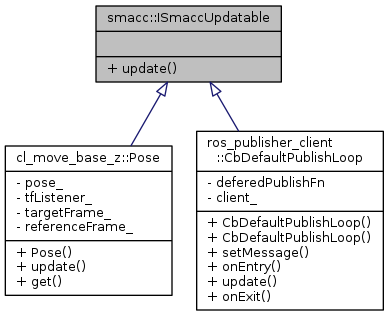 smacc::ISmaccUpdatable
+ update()
cl_move_base_z::Pose
- pose_
- tfListener_
- targetFrame_
- referenceFrame_
+ Pose()
+ update()
+ get()
ros_publisher_client
::CbDefaultPublishLoop
- deferedPublishFn
- client_
+ CbDefaultPublishLoop()
+ CbDefaultPublishLoop()
+ setMessage()
+ onEntry()
+ update()
+ onExit()